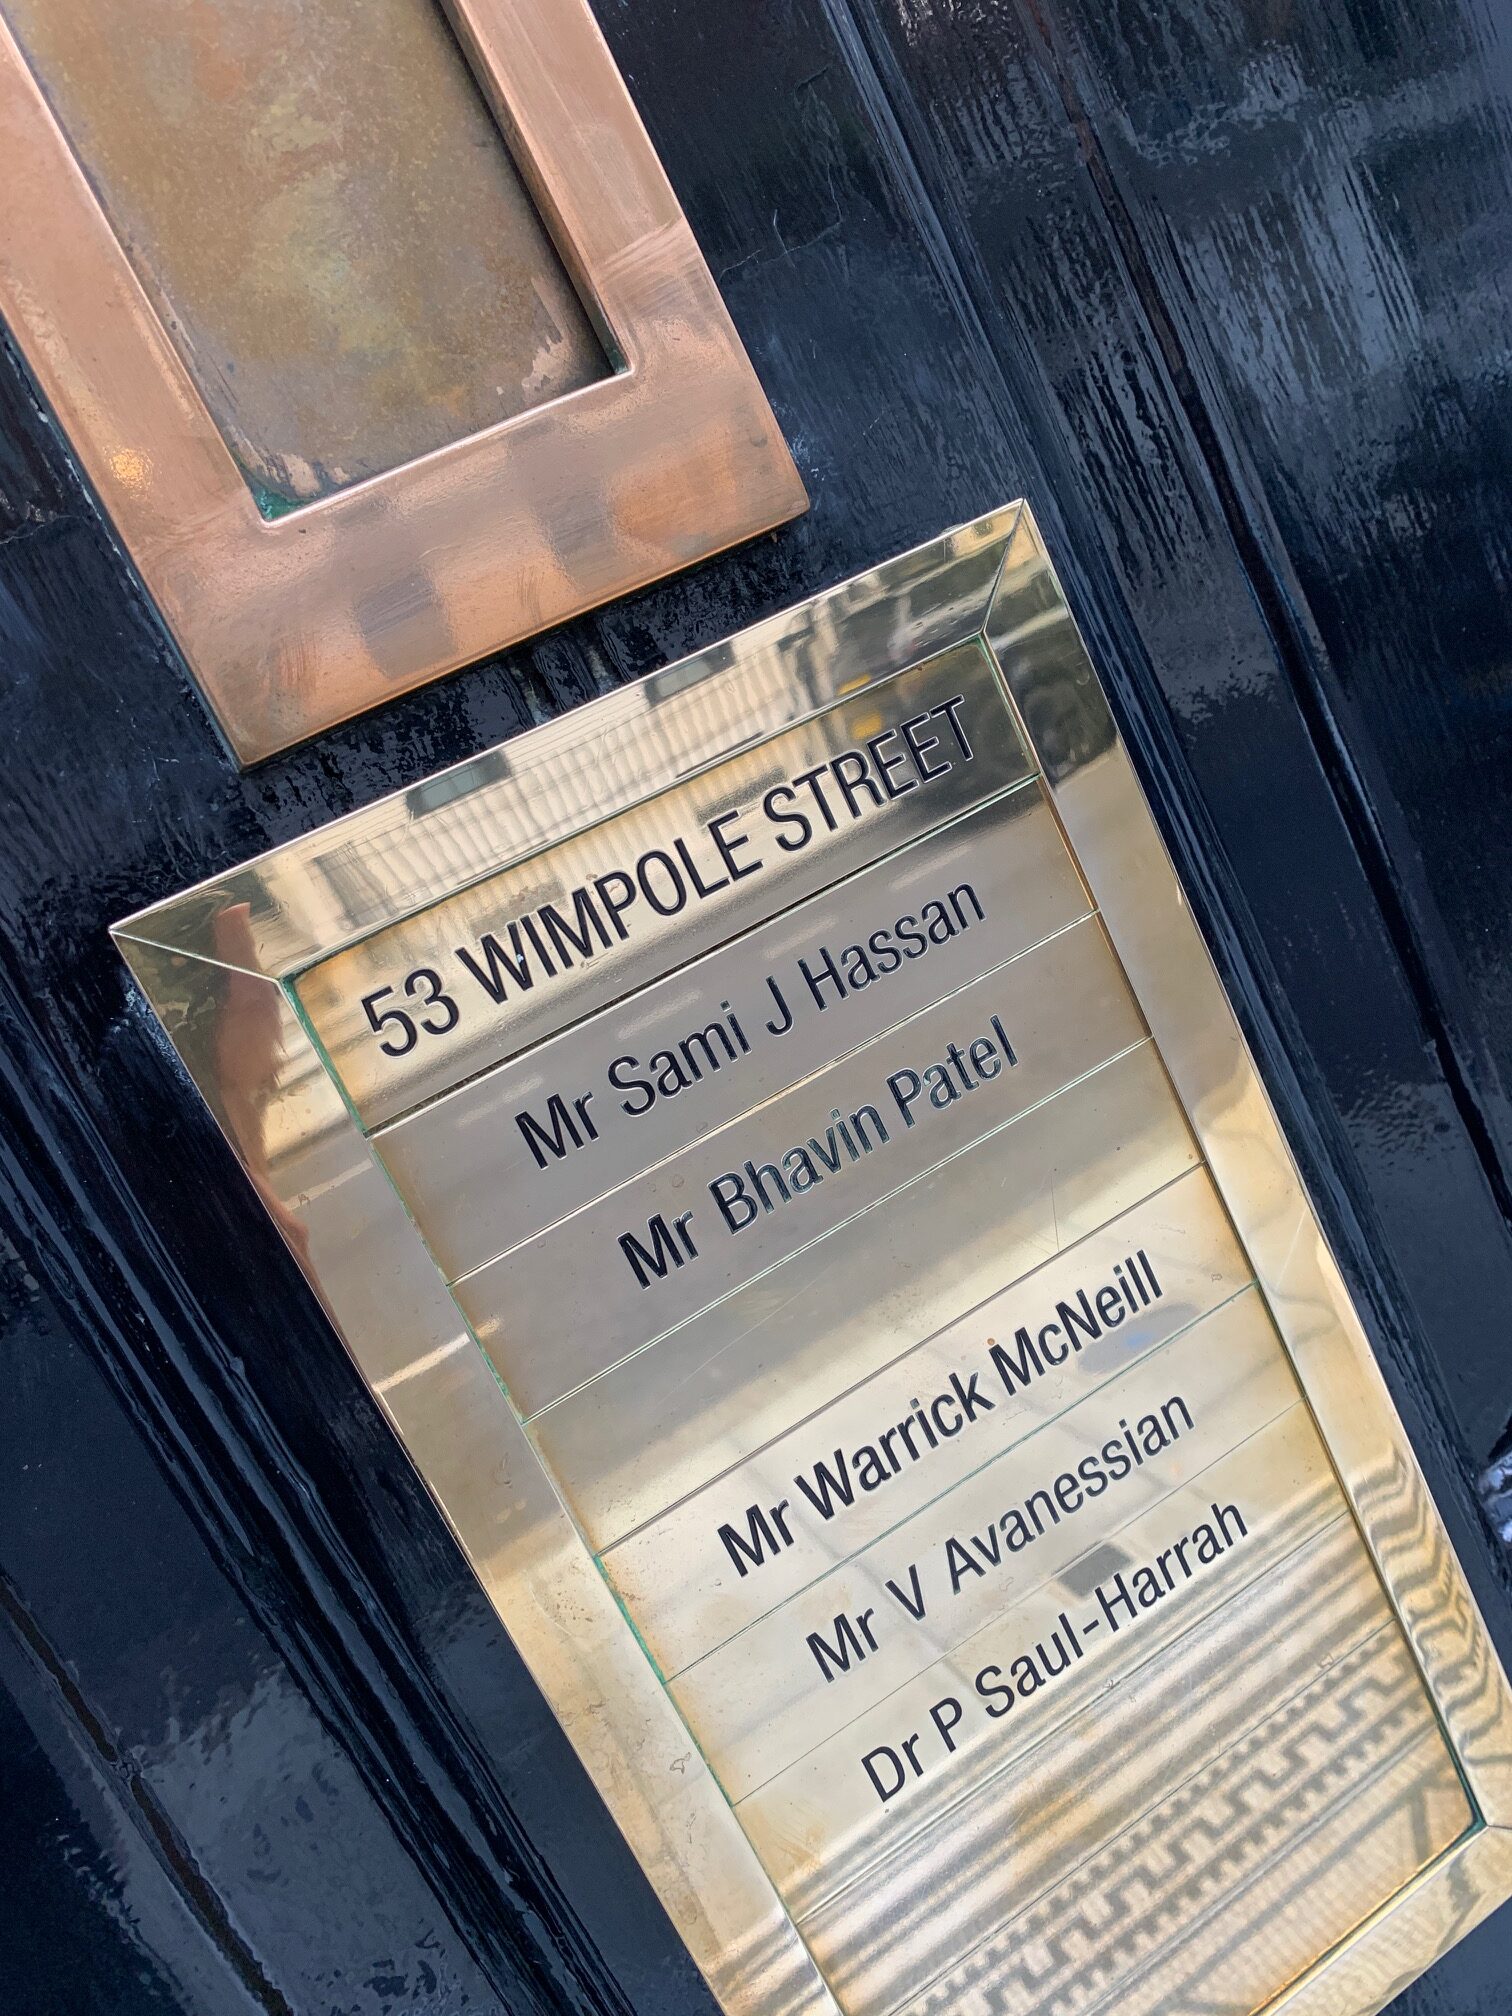 53 WIMPOLE STREET
Mr Sami J Hassan
Mr Bhavin Patel
Mr Warrick McNeill
Mr V Avanessian
Dr P Saul-Harrah